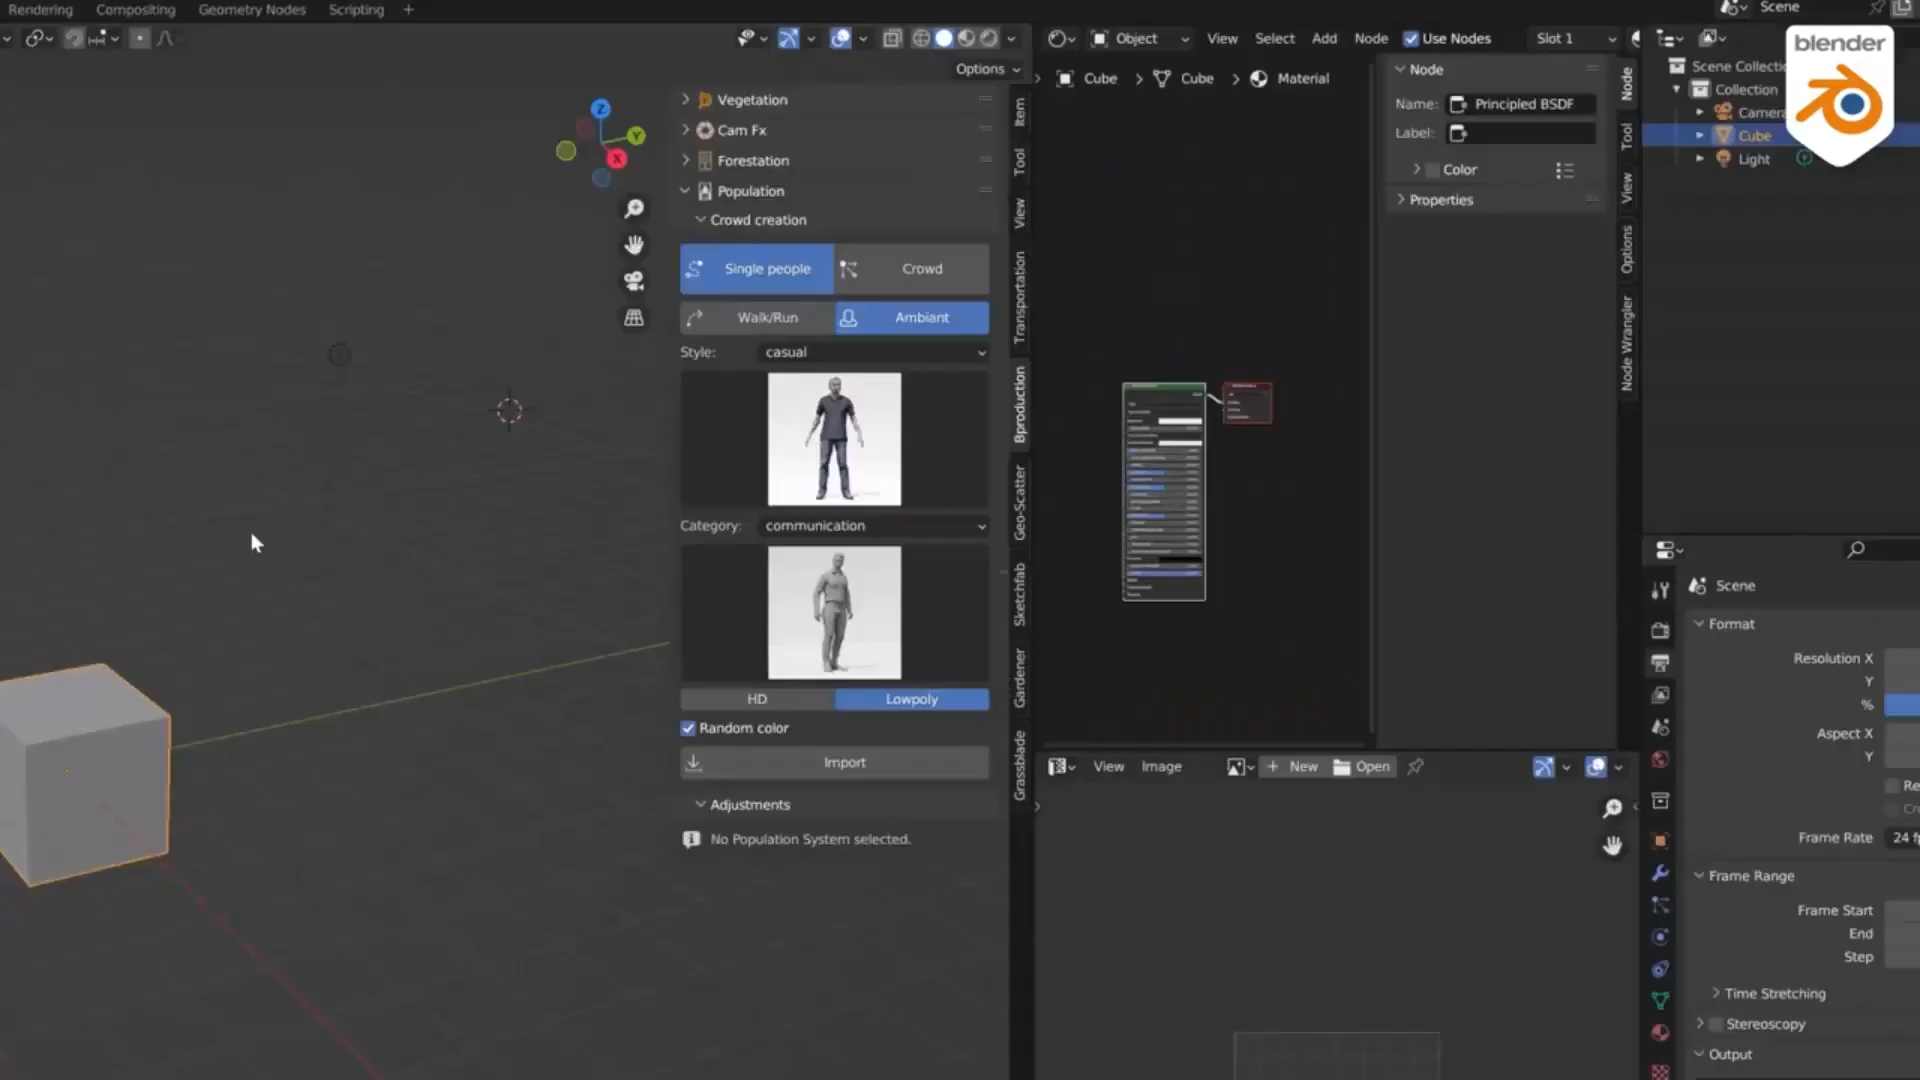 Rendering Compositing Geometry Nodes Scripting +
Scene
Object View Select Add Node Use Nodes Slot 1
Options
Cube > Cube > Material
Vegetation
Cam Fx
Forestation
Population
Crowd creation
Single people Crowd
Walk/Run Ambiant
Style: casual
Category: communication
HD Lowpoly
Random color
Import
Adjustments
No Population System selected.
Z
Y
X
Item
Tool
View
Transportation
Bproduction
Geo-Scatter
Sketchfab
Gardener
Grassblade
Node
Name: Principled BSDF
Label:
Color
Properties
Node
Tool
View
Options
Node Wrangler
View Image + New Open
Scene Collectio
Collection
Camera
Cube
Light
blender
Scene
Format
Resolution X
Y
%
Aspect X
Y
Re
Frame Rate 24 f
Frame Range
Frame Start
End
Step
Time Stretching
Stereoscopy
Output